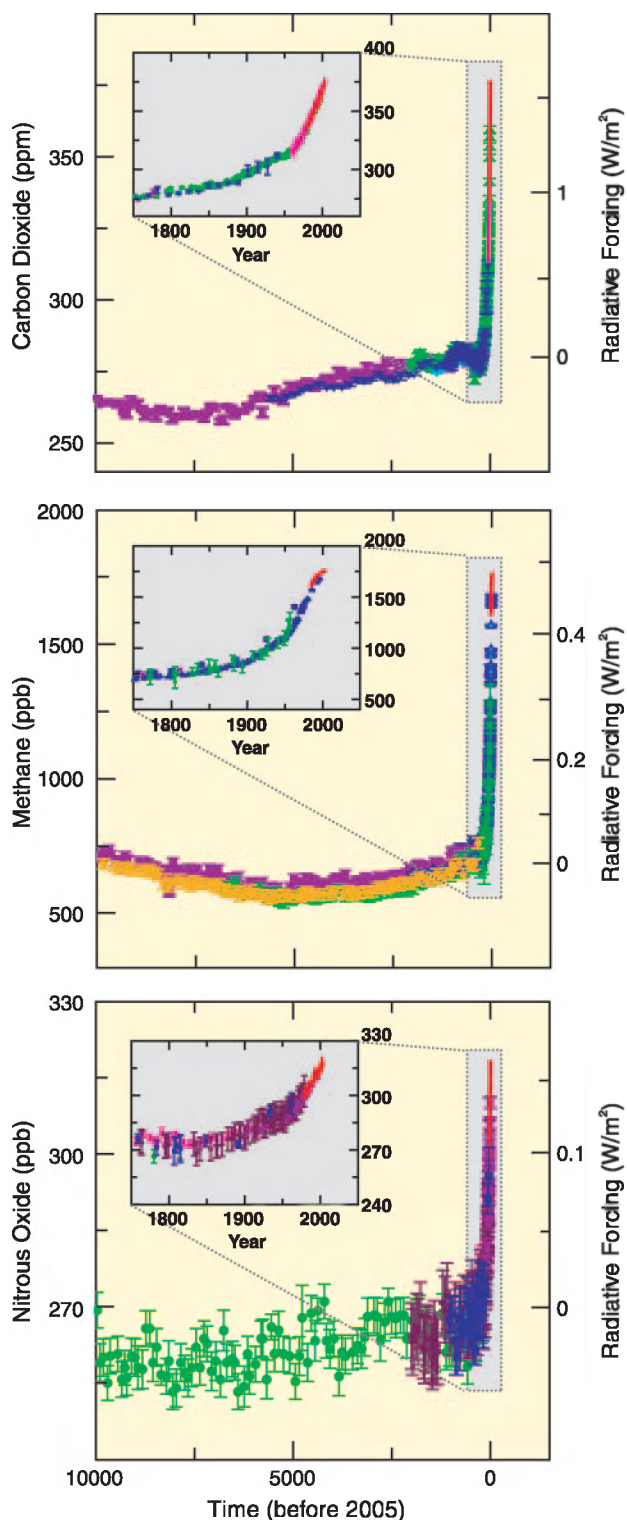 400
350
300
1800 1900 2000
Year
350
300
250
Carbon Dioxide (ppm)
1
0
Radiative Forcing (W/m²)
2000
1500
1000
500
Methane (ppb)
2000
1500
1000
500
1800 1900 2000
Year
0.4
0.2
0
Radiative Forcing (W/m²)
330
300
270
Nitrous Oxide (ppb)
330
300
270
240
1800 1900 2000
Year
0.1
0
Radiative Forcing (W/m²)
10000 5000 0
Time (before 2005)